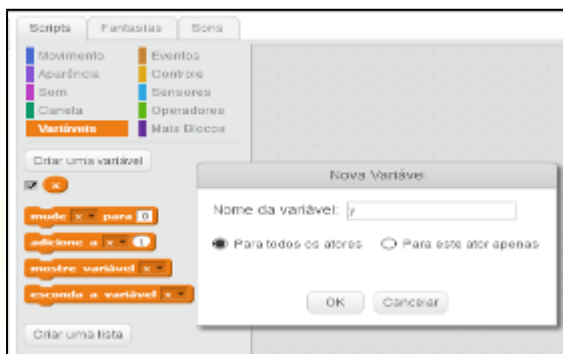 Scripts Fantasias Sons
Movimento Eventos
Aparência Controle
Som Sensores
Caneta Operadores
Variáveis Mais Blocos
Criar uma variável
x
mude x para 0
adicione a x 1
mostre variável x
esconda a variável x
Criar uma lista
Nova Variável
Nome da variável: y
Para todos os atores Para este ator apenas
OK Cancelar